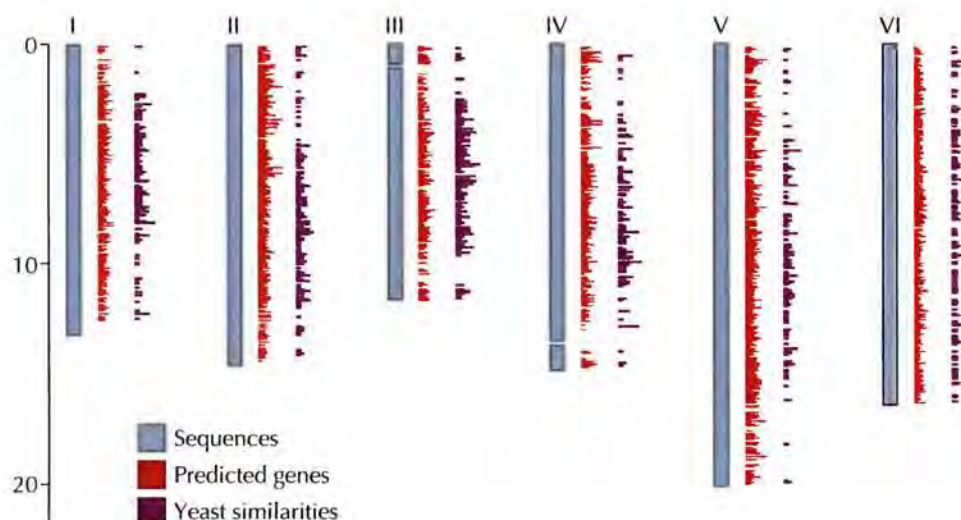 I II III IV V VI
0
10
20
Sequences
Predicted genes
Yeast similarities